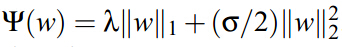 Ψ(w) = λ‖w‖₁ + (σ/2)‖w‖₂²